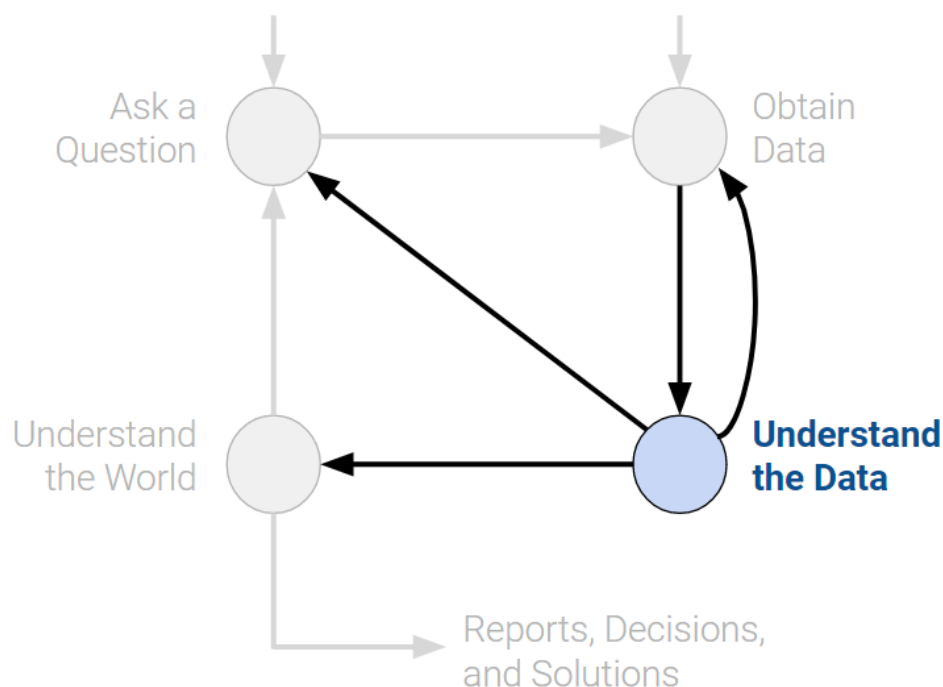 Ask a
Question
Obtain
Data
Understand
the World
Understand
the Data
Reports, Decisions,
and Solutions